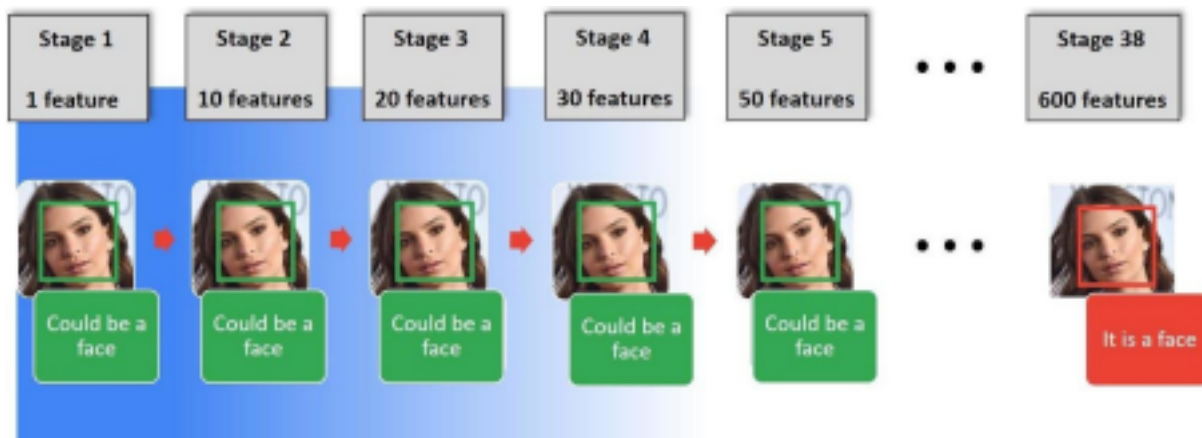 Stage 1
1 feature
Stage 2
10 features
Stage 3
20 features
Stage 4
30 features
Stage 5
50 features
• • •
Stage 38
600 features
• • •
Could be a
face
Could be a
face
Could be a
face
Could be a
face
Could be a
face
It is a face